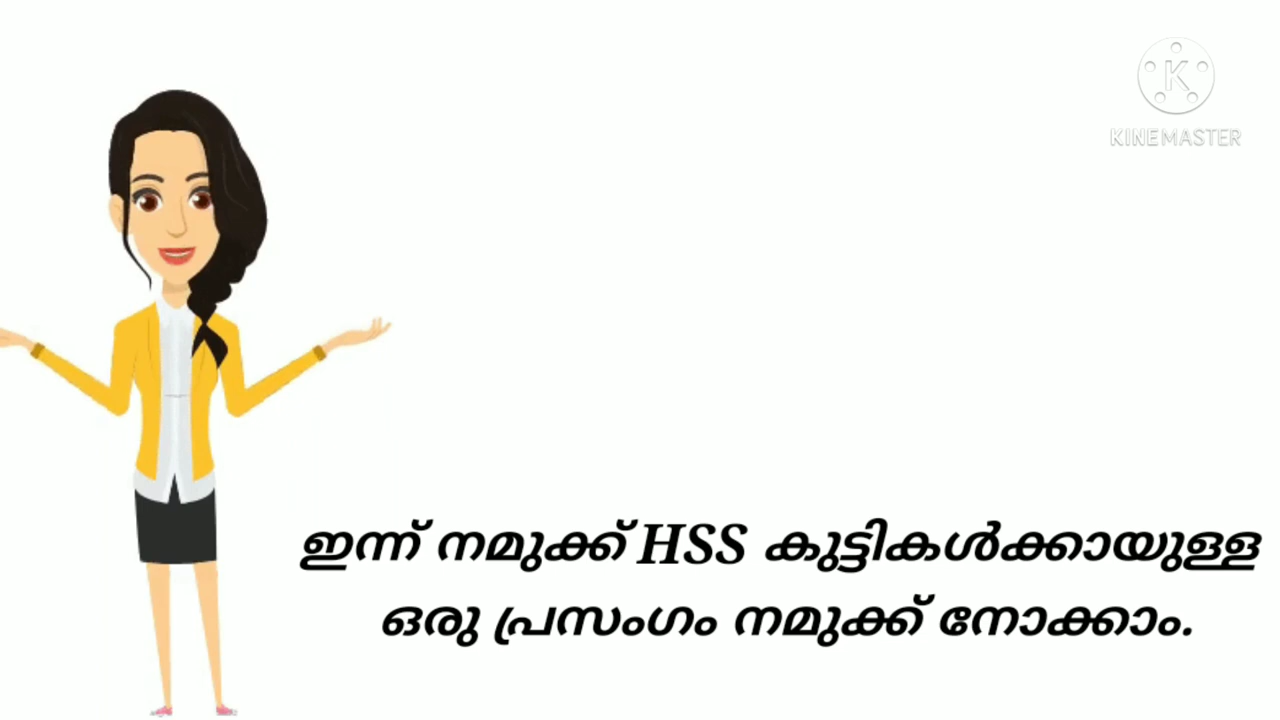 K
KINEMASTER
ഇന്ന് നമുക്ക് HSS കുട്ടികൾക്കായുള്ള
ഒരു പ്രസംഗം നമുക്ക് നോക്കാം.